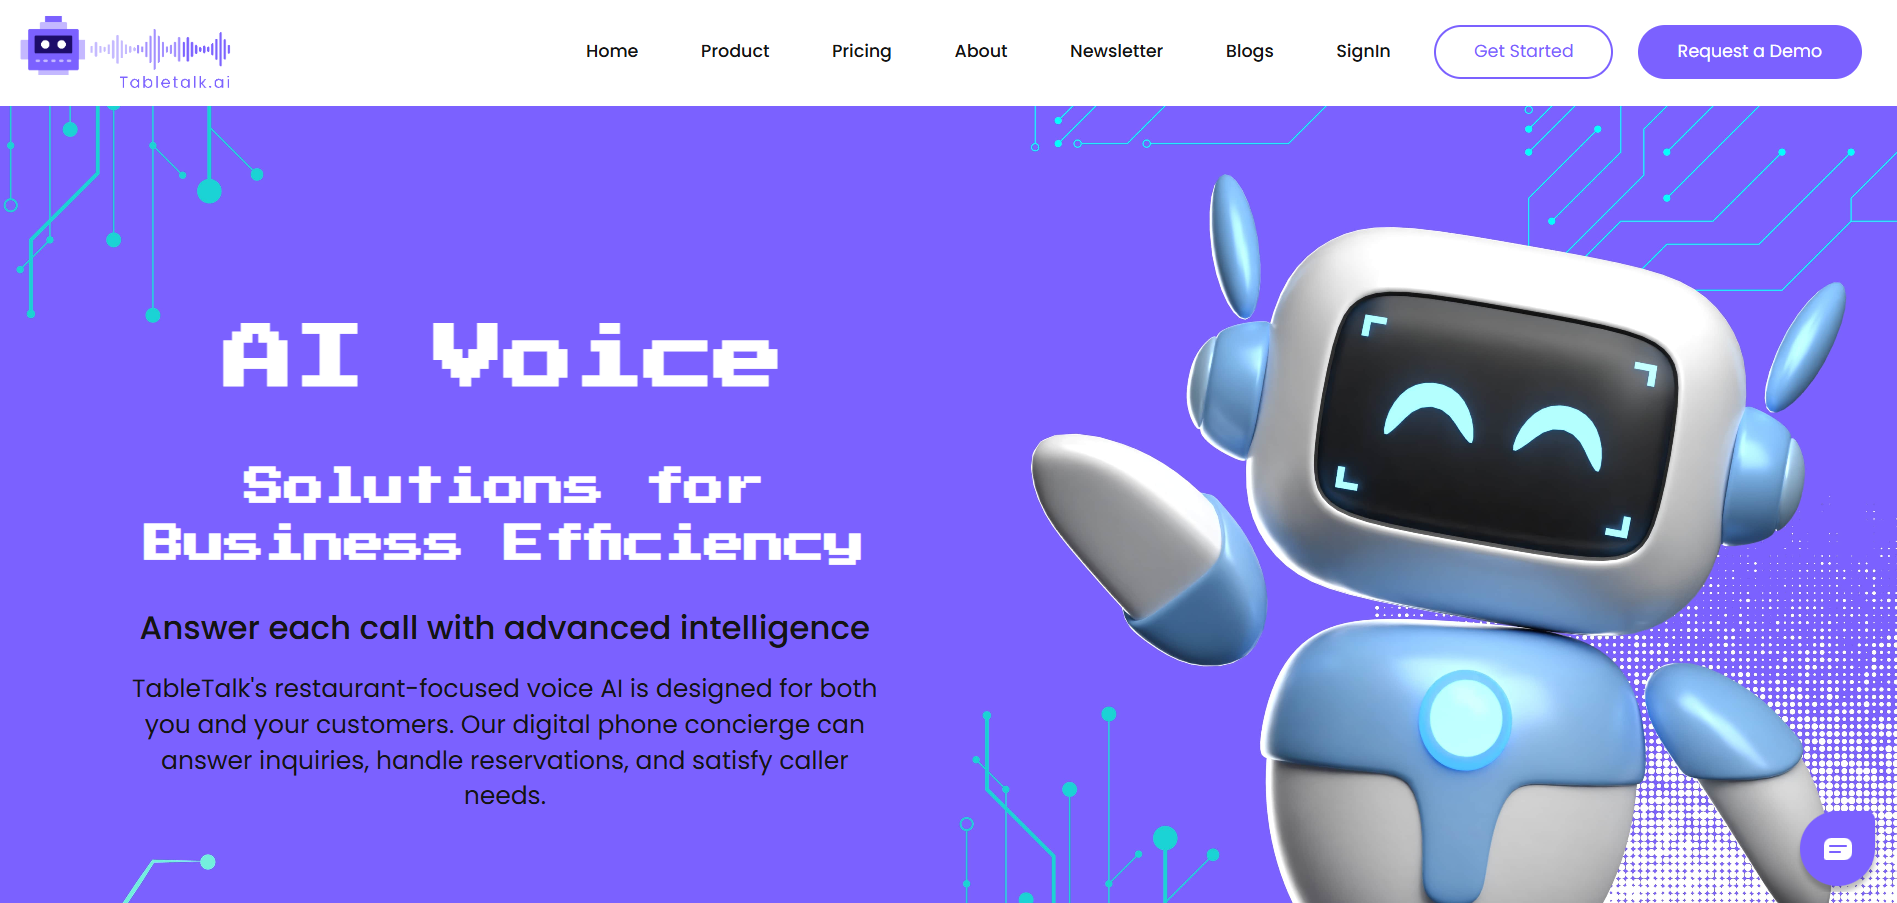 Tabletalk.ai
Home Product Pricing About Newsletter Blogs SignIn Get Started Request a Demo
AI Voice
Solutions for
Business Efficiency
Answer each call with advanced intelligence
TableTalk's restaurant-focused voice AI is designed for both
you and your customers. Our digital phone concierge can
answer inquiries, handle reservations, and satisfy caller
needs.